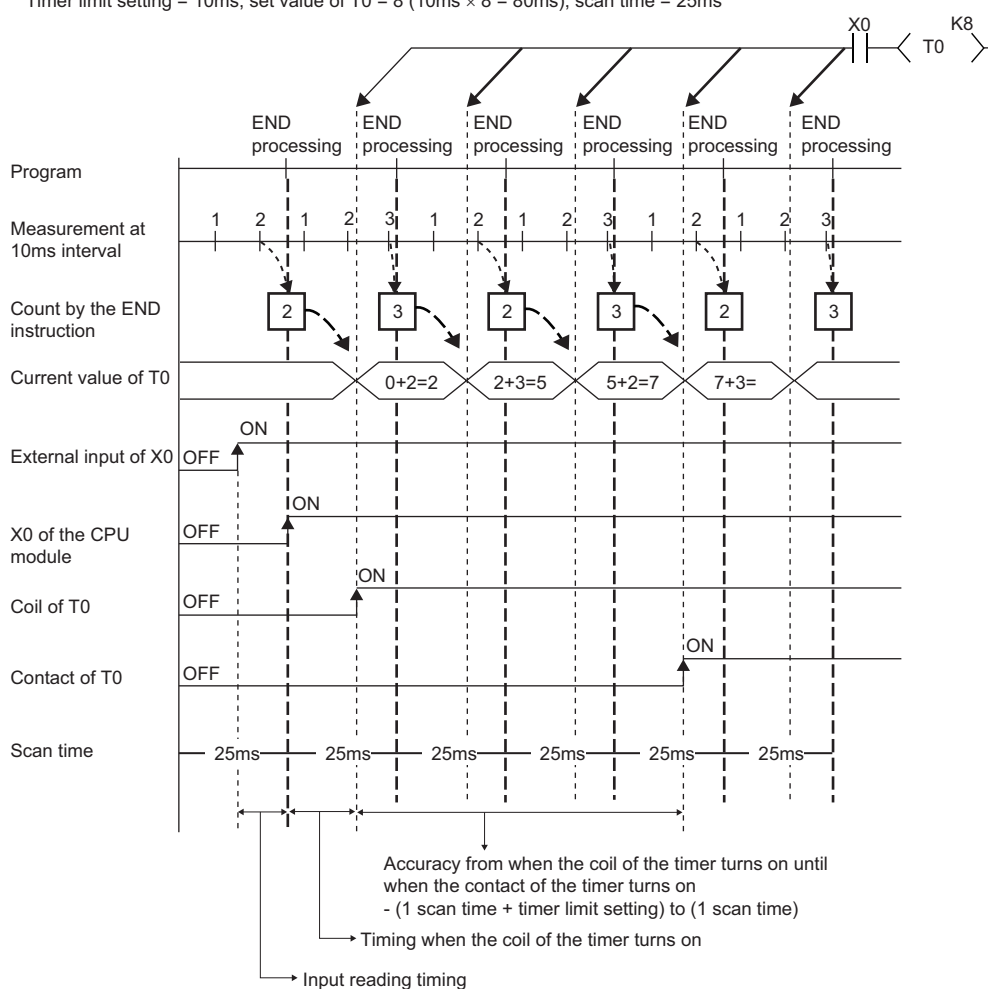 Timer limit setting = 10ms, set value of T0 = 8 (10ms × 8 = 80ms), scan time = 25ms
X0
K8
T0
END processing
END processing
END processing
END processing
END processing
END processing
Program
Measurement at
10ms interval
1 2 1 2 3 1 2 1 2 3 1 2 1 2 3
Count by the END
instruction
2 3 2 3 2 3
Current value of T0
0+2=2 2+3=5 5+2=7 7+3=
External input of X0
OFF
ON
X0 of the CPU
module
OFF
ON
Coil of T0
OFF
ON
Contact of T0
OFF
ON
Scan time
25ms 25ms 25ms 25ms 25ms 25ms
Accuracy from when the coil of the timer turns on until
when the contact of the timer turns on
- (1 scan time + timer limit setting) to (1 scan time)
Timing when the coil of the timer turns on
Input reading timing